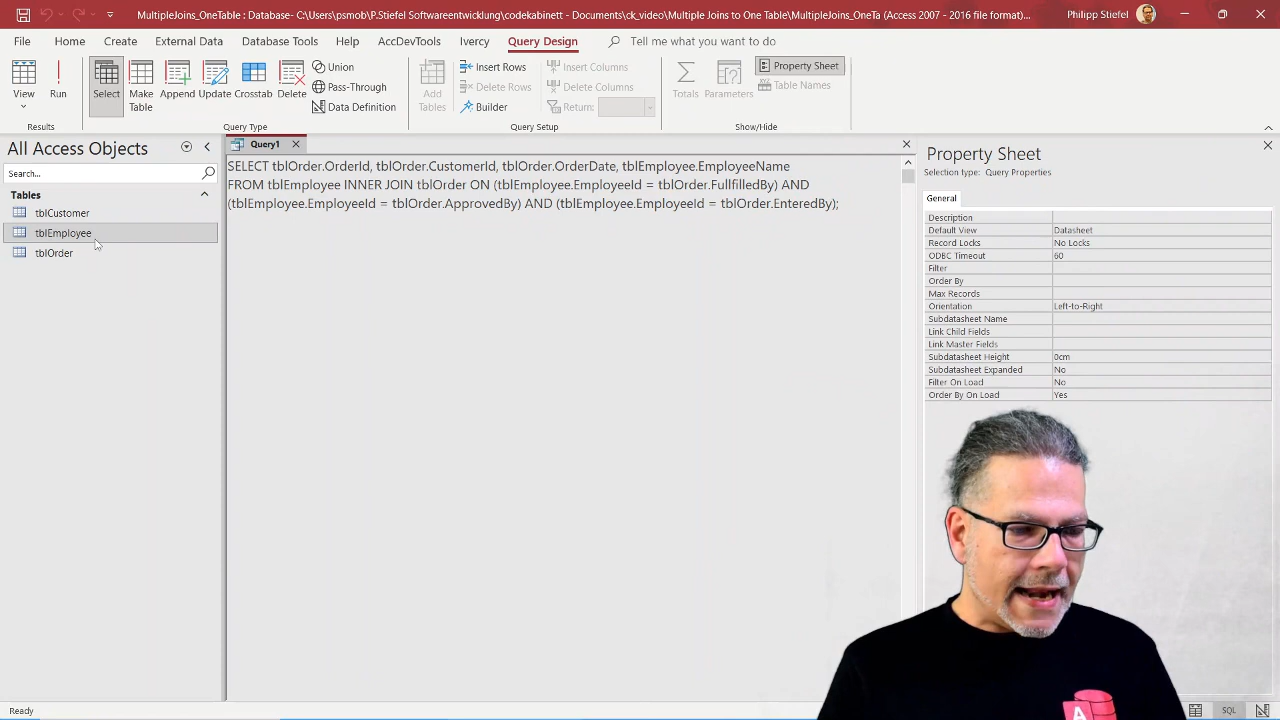 MultipleJoins_OneTable : Database- C:\Users\psmob\P.Stiefel Softwareentwicklung\codekabinett - Documents\ck_video\Multiple Joins to One Table\MultipleJoins_OneTa (Access 2007 - 2016 file format)...
Philipp Stiefel
File Home Create External Data Database Tools Help AccDevTools Ivercy Query Design Tell me what you want to do
View
Make Table
Append
Update
Crosstab
Delete
Union
Pass-Through
Data Definition
Add Tables
Insert Rows
Delete Rows
Builder
Insert Columns
Delete Columns
Return:
Totals
Parameters
Property Sheet
Table Names
Results
Query Type
Query Setup
Show/Hide
All Access Objects
Search...
Tables
tblCustomer
tblEmployee
tblOrder
Query1
SELECT tblOrder.OrderId, tblOrder.CustomerId, tblOrder.OrderDate, tblEmployee.EmployeeName
FROM tblEmployee INNER JOIN tblOrder ON (tblEmployee.EmployeeId = tblOrder.FullfilledBy) AND
(tblEmployee.EmployeeId = tblOrder.ApprovedBy) AND (tblEmployee.EmployeeId = tblOrder.EnteredBy);
Property Sheet
Selection type: Query Properties
General
Description
Default View Datasheet
Record Locks No Locks
ODBC Timeout 60
Filter
Order By
Max Records
Orientation Left-to-Right
Subdatasheet Name
Link Child Fields
Link Master Fields
Subdatasheet Height 0cm
Subdatasheet Expanded No
Filter On Load No
Order By On Load Yes
Ready
SQL